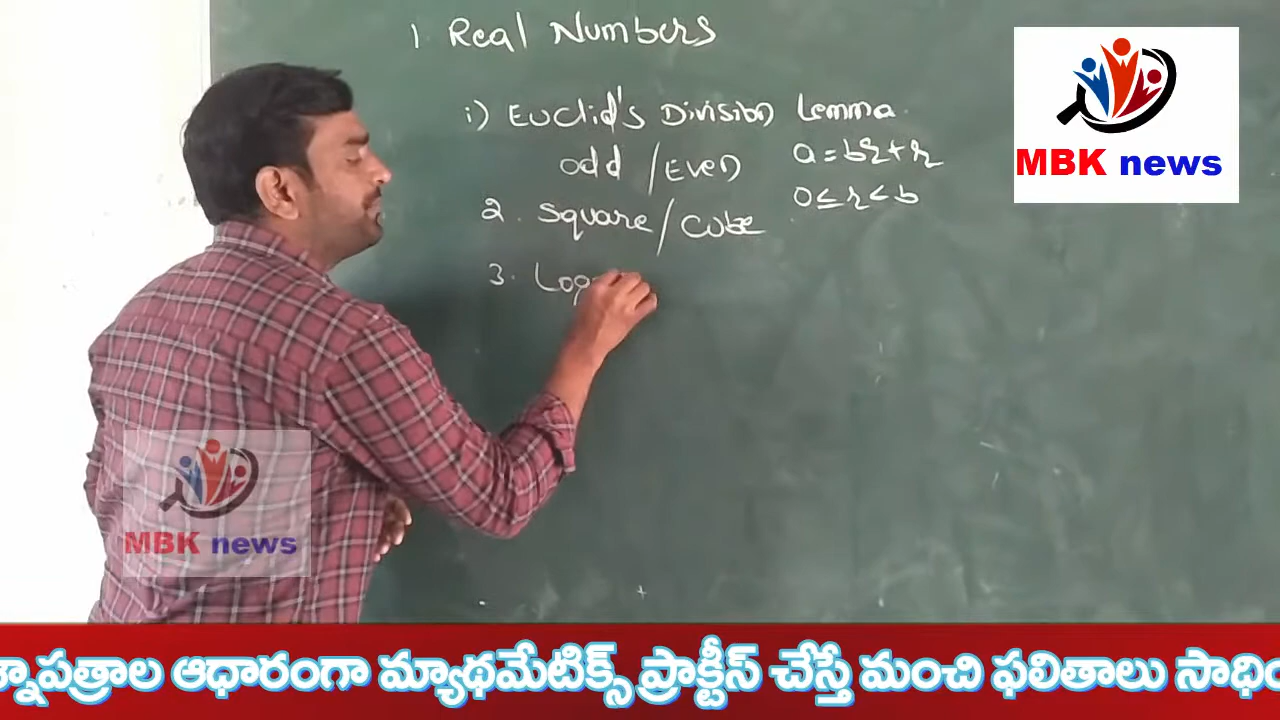 1. Real Numbers
i) Euclid's Division Lemma
odd / Even
a = bq + r
0 ≤ r < b
2. Square / Cube
3. Log
MBK news
MBK news
ప్రశ్నాపత్రాల ఆధారంగా మ్యాథమేటిక్స్ ప్రాక్టీస్ చేస్తే మంచి ఫలితాలు